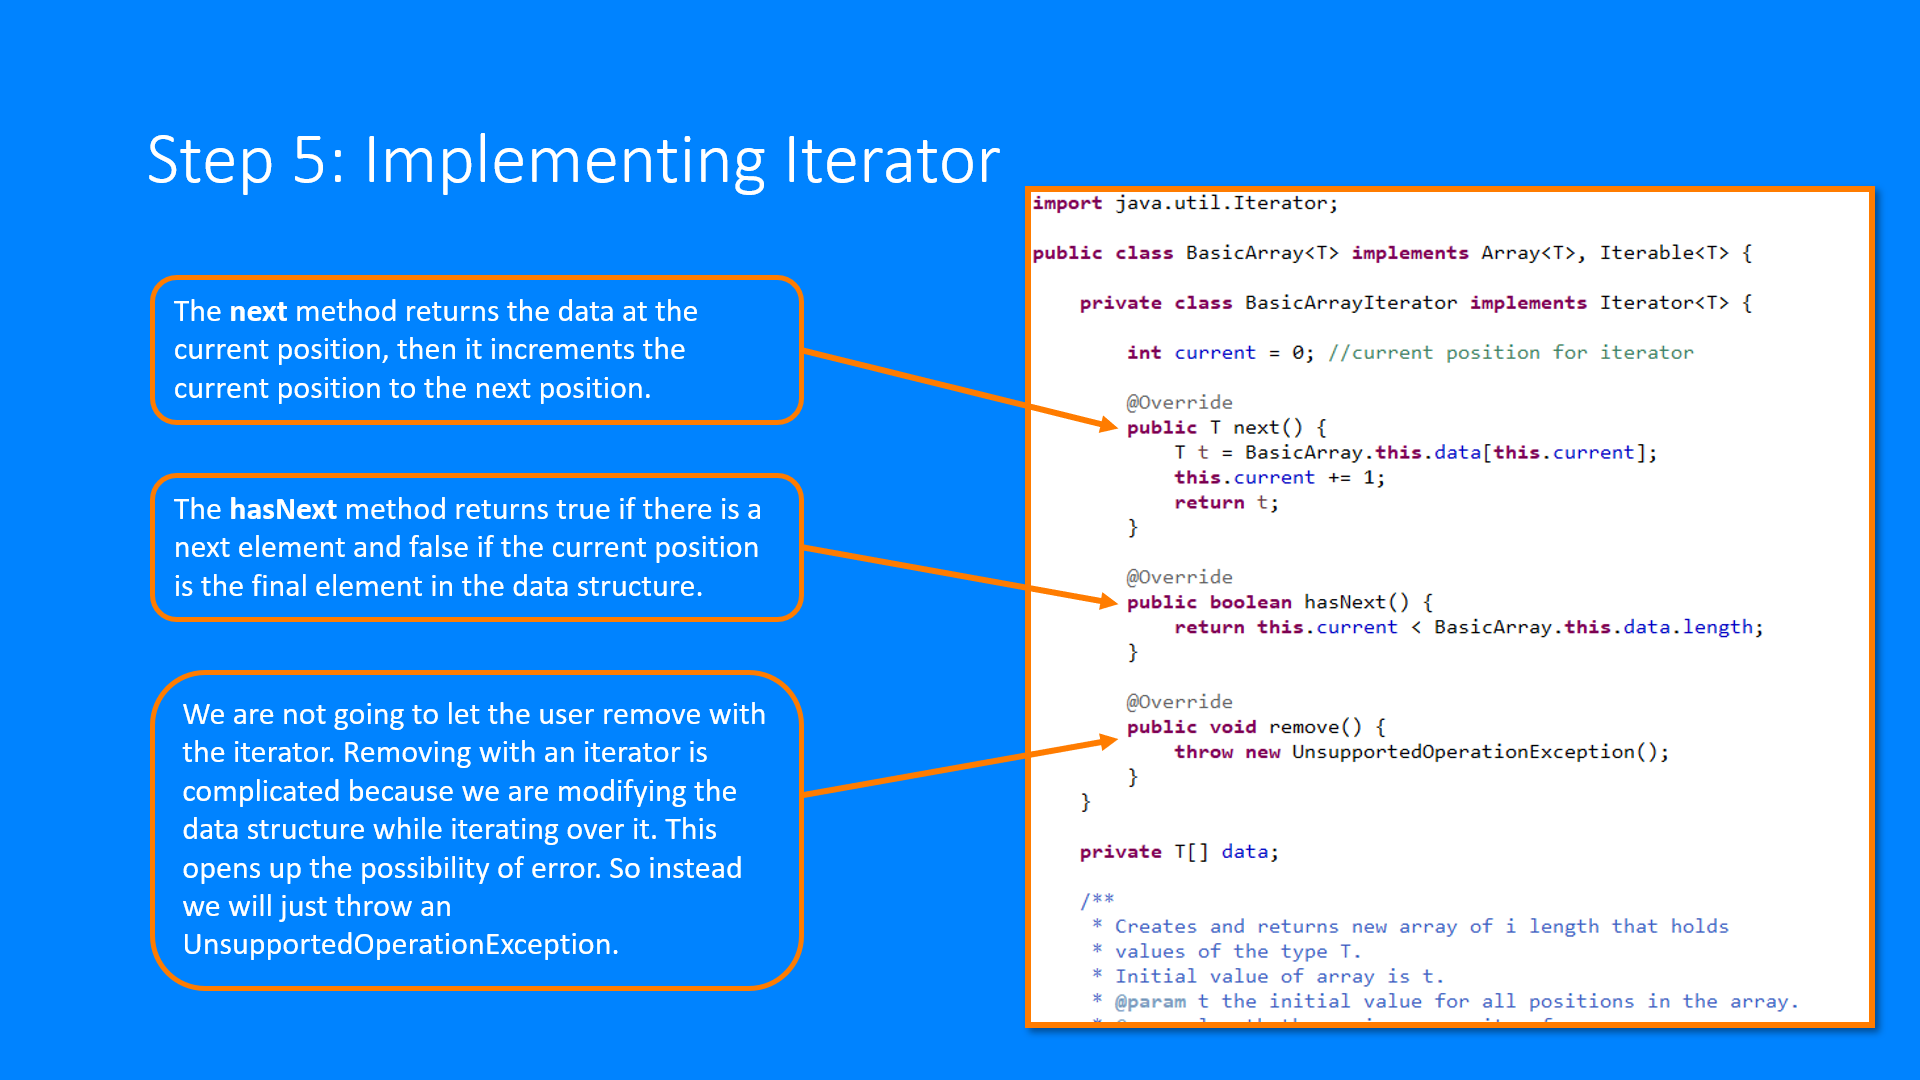 Step 5: Implementing Iterator
The next method returns the data at the
current position, then it increments the
current position to the next position.
The hasNext method returns true if there is a
next element and false if the current position
is the final element in the data structure.
We are not going to let the user remove with
the iterator. Removing with an iterator is
complicated because we are modifying the
data structure while iterating over it. This
opens up the possibility of error. So instead
we will just throw an
UnsupportedOperationException.
import java.util.Iterator;
public class BasicArray<T> implements Array<T>, Iterable<T> {
private class BasicArrayIterator implements Iterator<T> {
int current = 0; //current position for iterator
@Override
public T next() {
T t = BasicArray.this.data[this.current];
this.current += 1;
return t;
}
@Override
public boolean hasNext() {
return this.current < BasicArray.this.data.length;
}
@Override
public void remove() {
throw new UnsupportedOperationException();
}
}
private T[] data;
/**
* Creates and returns new array of i length that holds
* values of the type T.
* Initial value of array is t.
* @param t the initial value for all positions in the array.